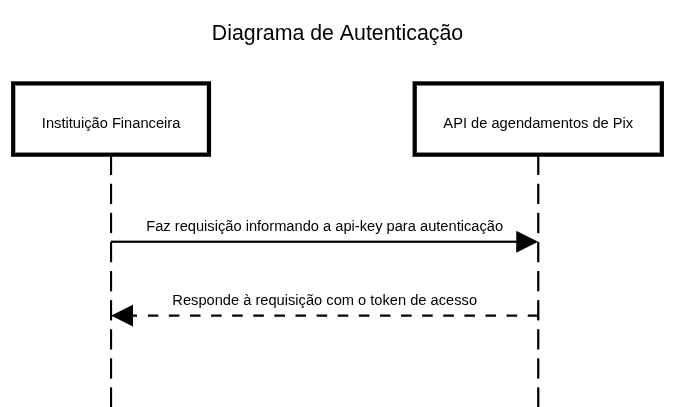 Diagrama de Autenticação
Instituição Financeira
API de agendamentos de Pix
Faz requisição informando a api-key para autenticação
Responde à requisição com o token de acesso